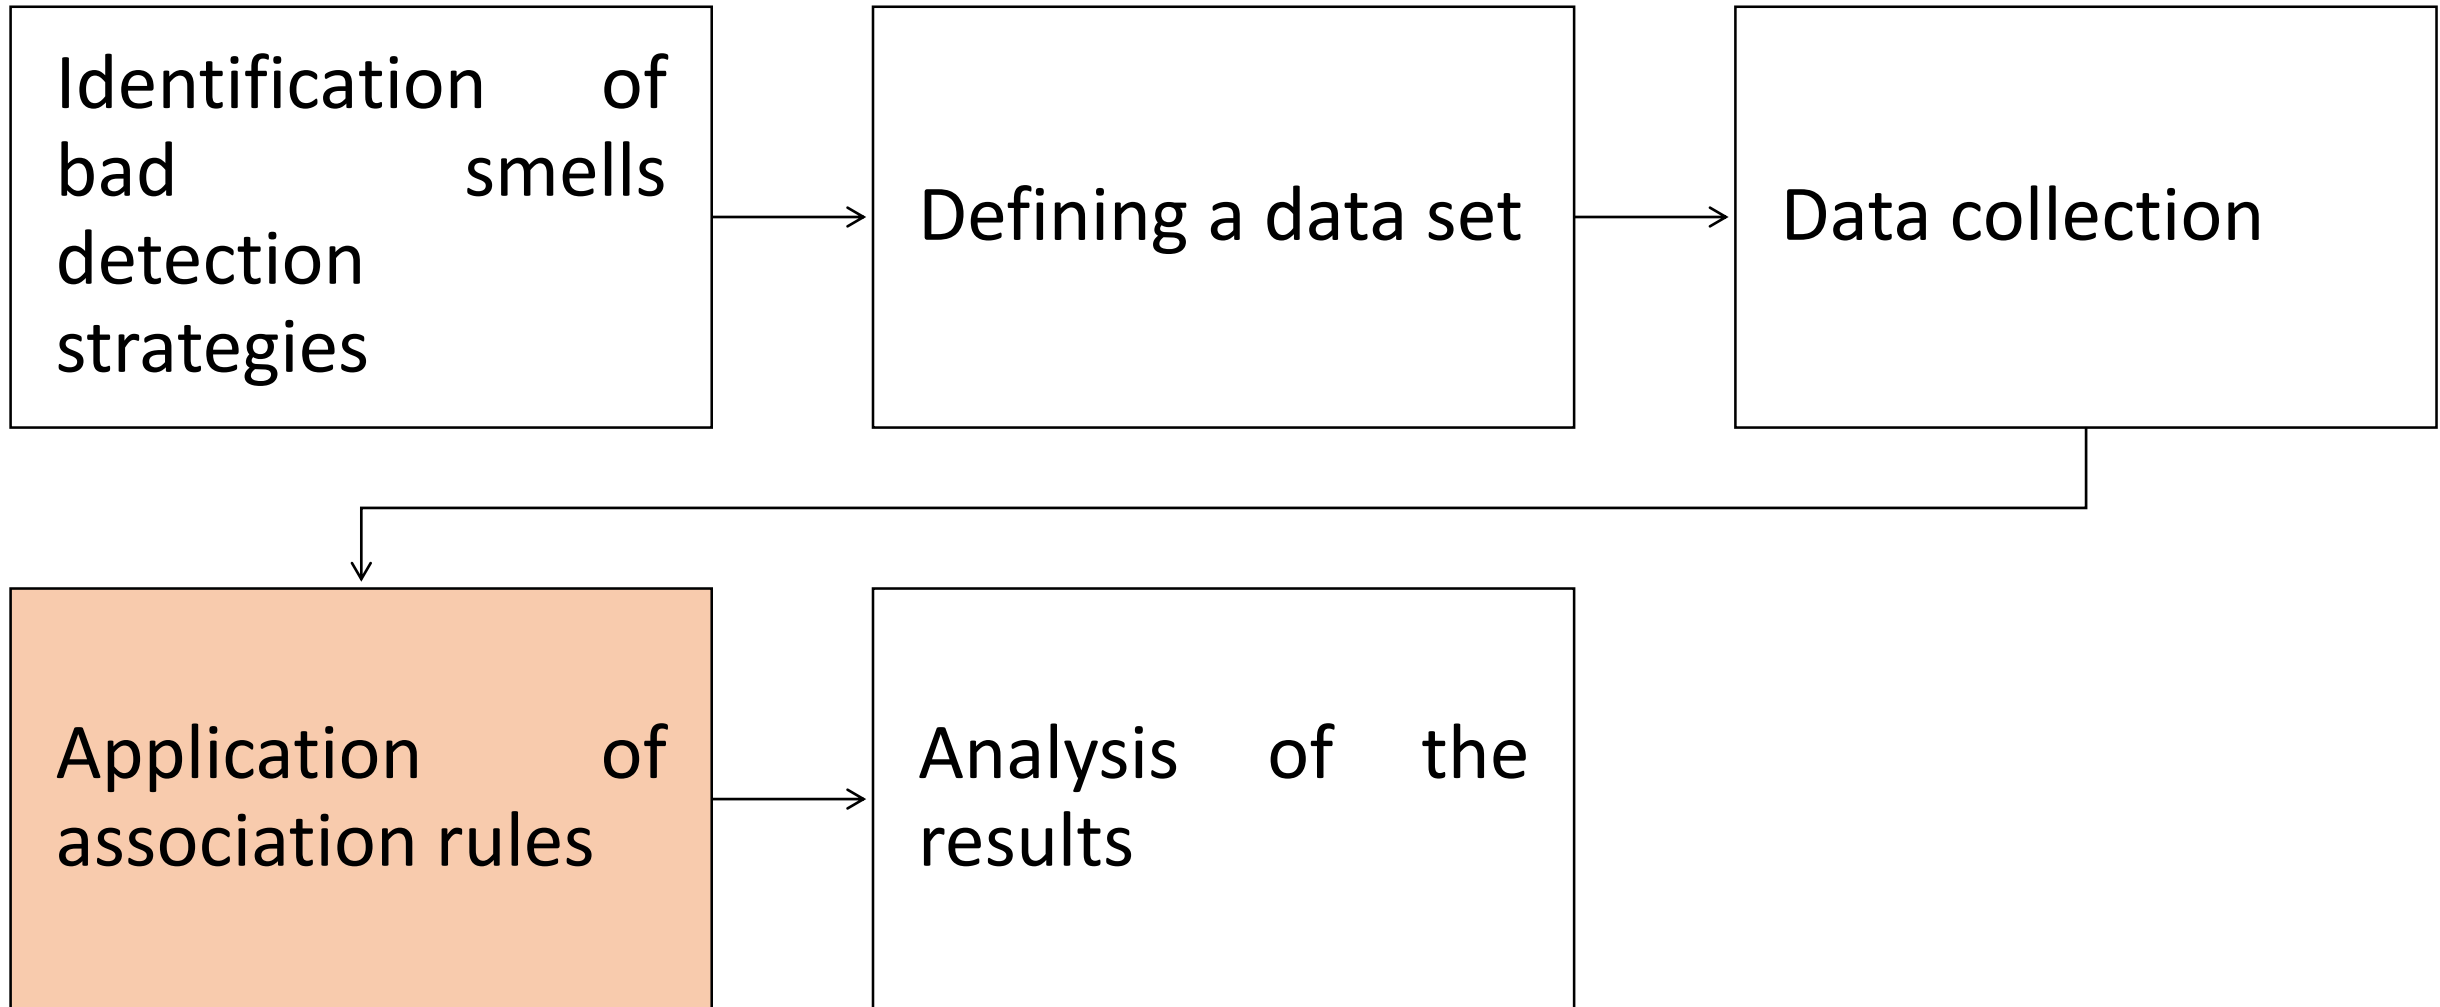 Identification of
bad smells
detection
strategies
Defining a data set
Data collection
Application of
association rules
Analysis of the
results